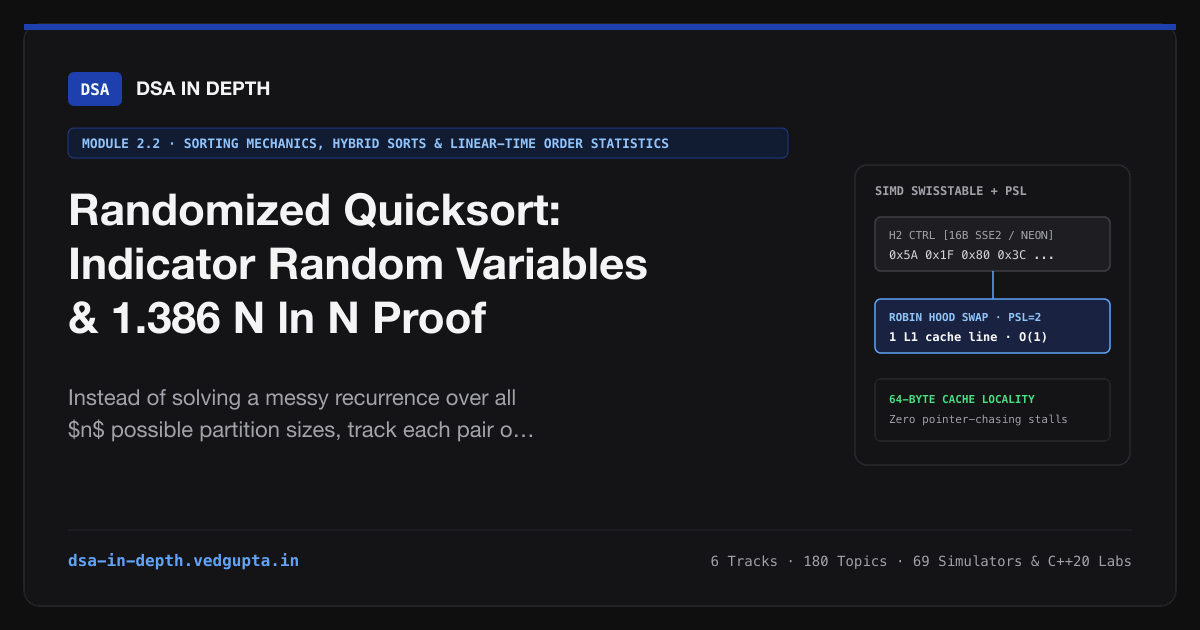 DSA
DSA IN DEPTH
MODULE 2.2 · SORTING MECHANICS, HYBRID SORTS & LINEAR-TIME ORDER STATISTICS
Randomized Quicksort:
Indicator Random Variables
& 1.386 N ln N Proof
Instead of solving a messy recurrence over all
$n$ possible partition sizes, track each pair o…
SIMD SWISSTABLE + PSL
H2 CTRL [16B SSE2 / NEON]
0x5A 0x1F 0x80 0x3C ...
ROBIN HOOD SWAP · PSL=2
1 L1 cache line · O(1)
64-BYTE CACHE LOCALITY
Zero pointer-chasing stalls
dsa-in-depth.vedgupta.in
6 Tracks · 180 Topics · 69 Simulators & C++20 Labs